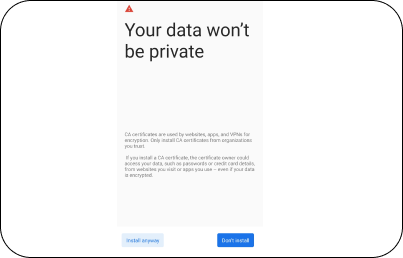 Your data won't
be private
CA certificates are used by websites, apps, and VPNs for
encryption. Only install CA certificates from organizations
you trust.
If you install a CA certificate, the certificate owner could
access your data, such as passwords or credit card details,
from websites you visit or apps you use – even if your data
is encrypted.
Install anyway
Don't install